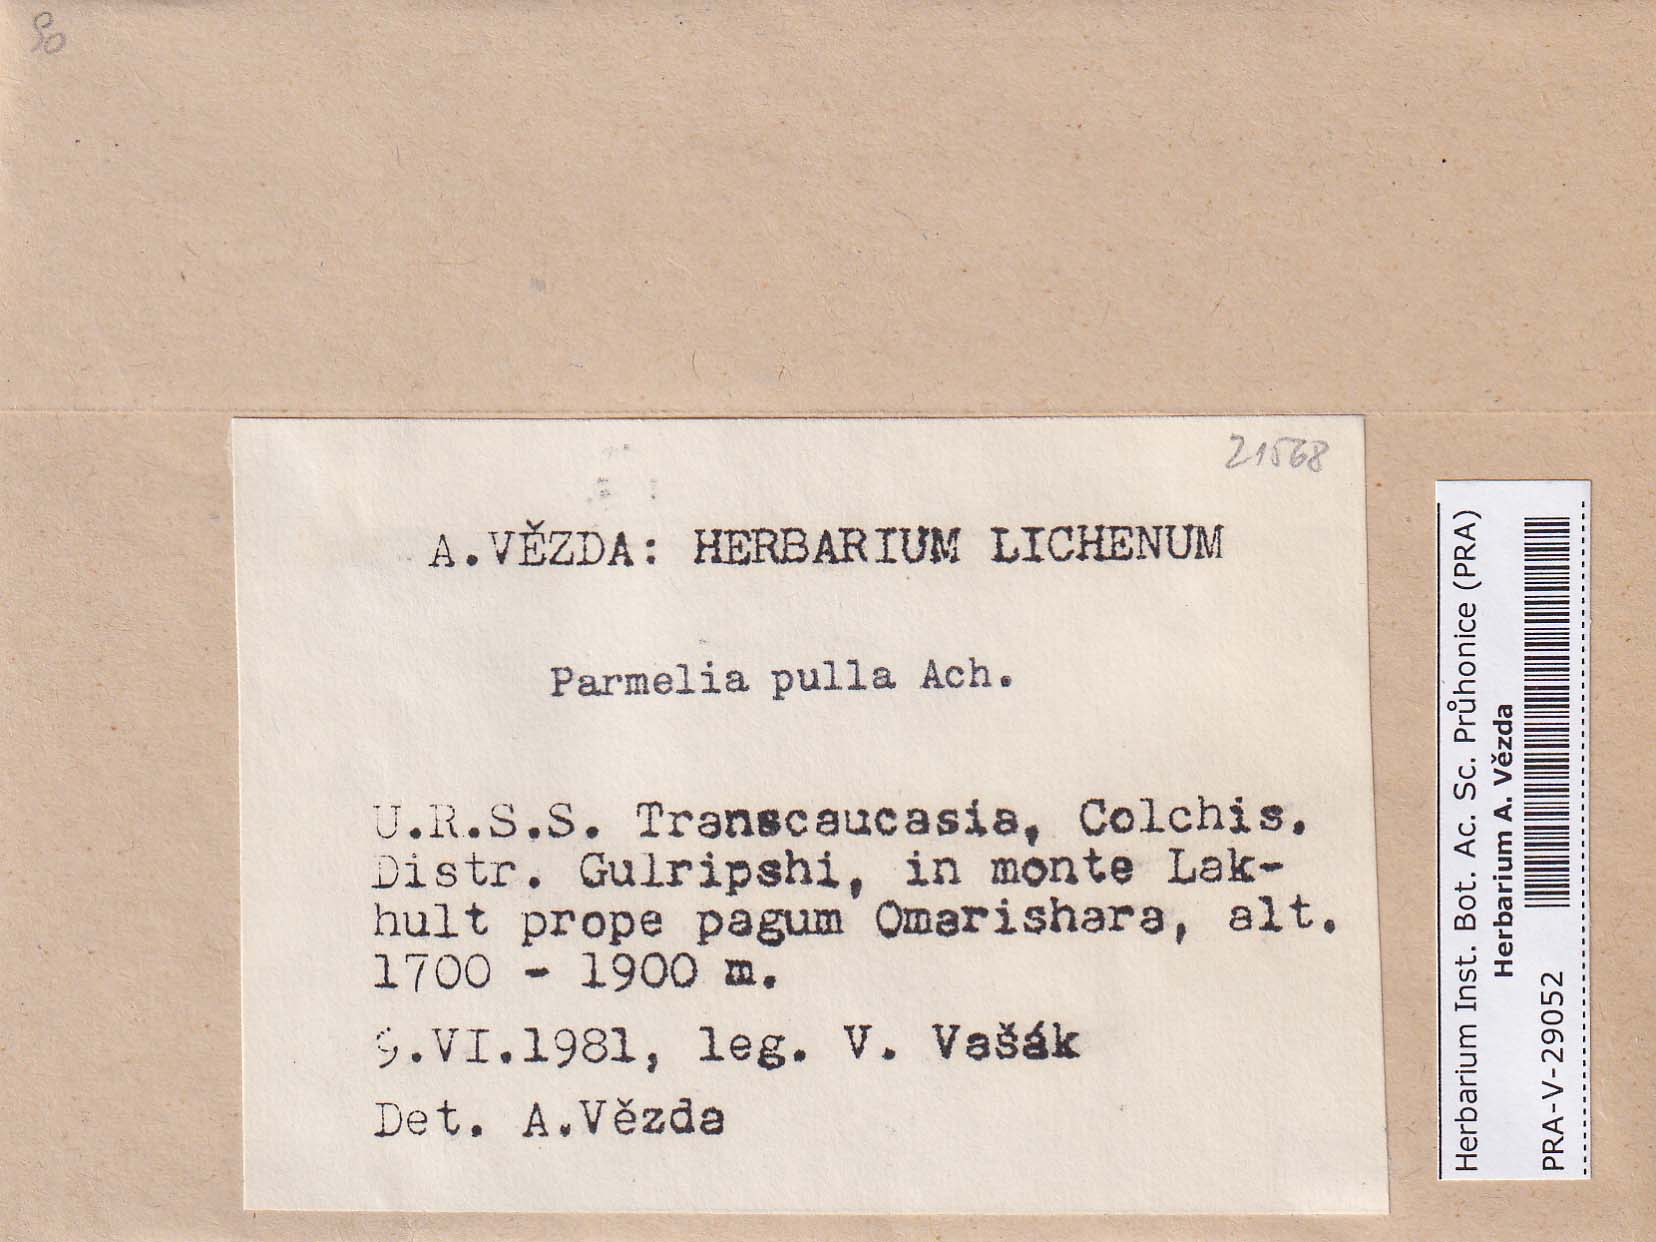 90
21568
A.VĚZDA: HERBARIUM LICHENUM
Parmelia pulla Ach.
U.R.S.S. Transcaucasia, Colchis.
Distr. Gulripshi, in monte Lak-
hult prope pagum Omarishara, alt.
1700 - 1900 m.
9.VI.1981, leg. V. Vašák
Det. A.Vězda
Herbarium Inst. Bot. Ac. Sc. Průhonice (PRA)
Herbarium A. Vězda
PRA-V-29052